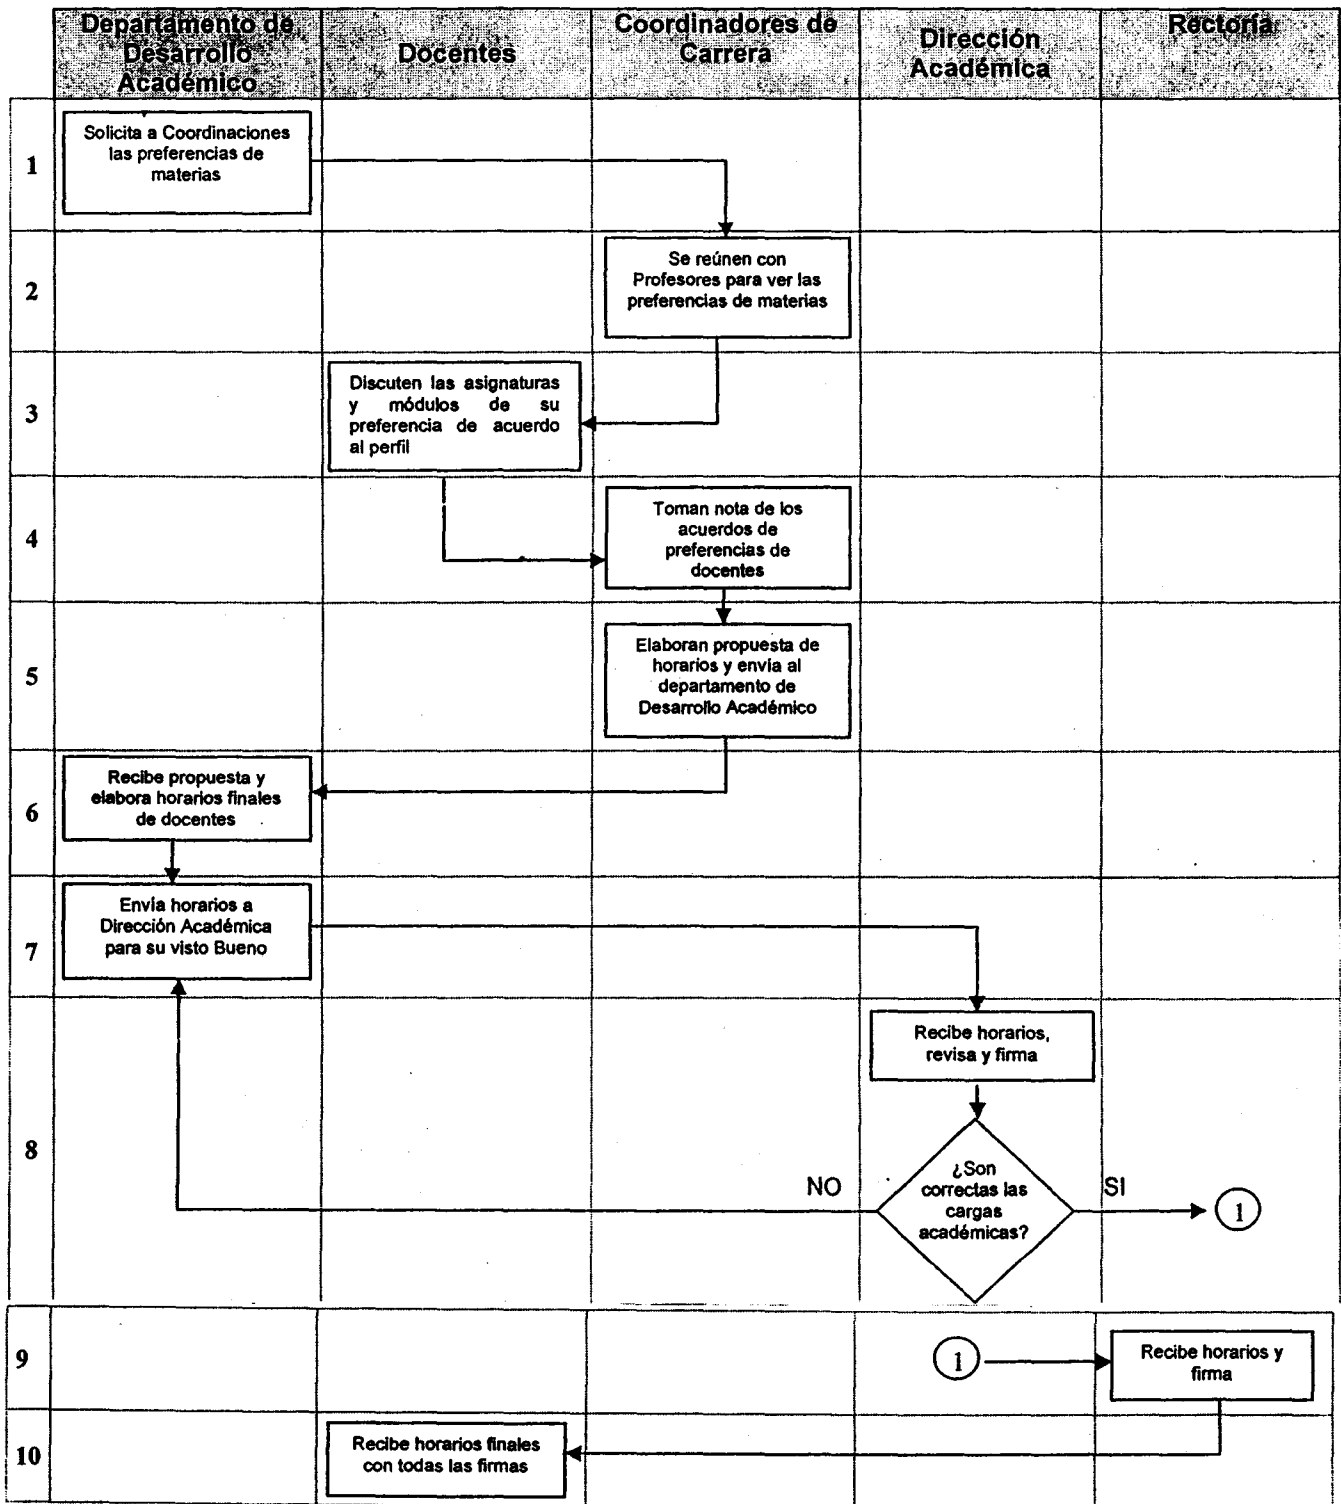 Departamento de
Desarrollo
Académico
Docentes
Coordinadores de
Carrera
Dirección
Académica
Rectoría
1
Solicita a Coordinaciones
las preferencias de
materias
2
Se reúnen con
Profesores para ver las
preferencias de materias
3
Discuten las asignaturas
y módulos de su
preferencia de acuerdo
al perfil
4
Toman nota de los
acuerdos de
preferencias de
docentes
5
Elaboran propuesta de
horarios y envía al
departamento de
Desarrollo Académico
6
Recibe propuesta y
elabora horarios finales
de docentes
7
Envía horarios a
Dirección Académica
para su visto Bueno
8
Recibe horarios,
revisa y firma
¿Son
correctas las
cargas
académicas?
NO
SI
1
9
1
Recibe horarios y
firma
10
Recibe horarios finales
con todas las firmas